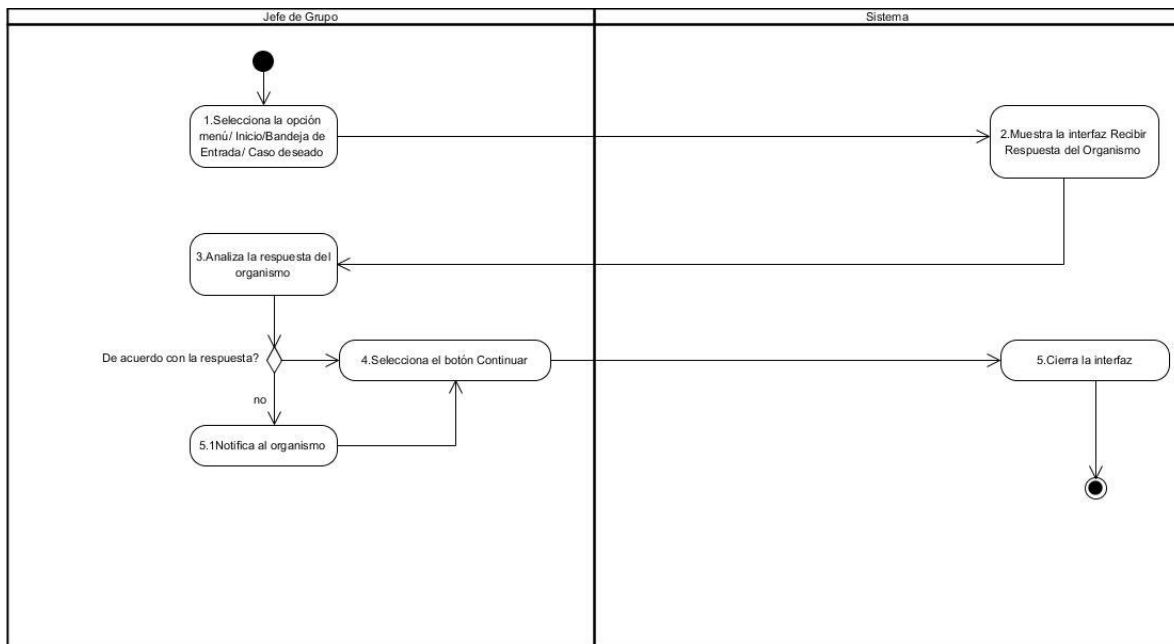 Jefe de Grupo
Sistema
1.Selecciona la opción
menú/ Inicio/Bandeja de
Entrada/ Caso deseado
2.Muestra la interfaz Recibir
Respuesta del Organismo
3.Analiza la respuesta del
organismo
De acuerdo con la respuesta?
4.Selecciona el botón Continuar
5.Cierra la interfaz
no
5.1Notifica al organismo